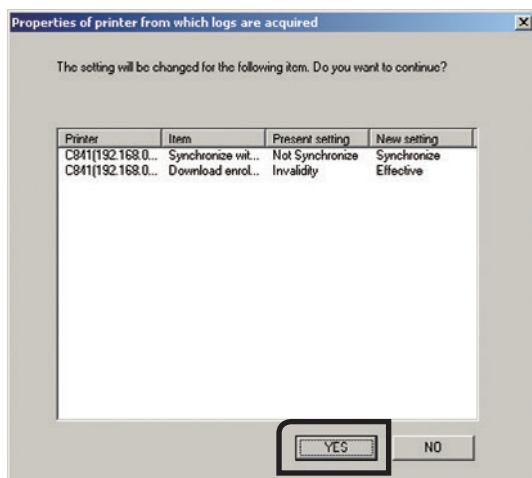 Properties of printer from which logs are acquired
The setting will be changed for the following item. Do you want to continue?
Printer Item Present setting New setting
C841(192.168.0... Synchronize wit... Not Synchronize Synchronize
C841(192.168.0... Download enrol... Invalidity Effective
YES NO